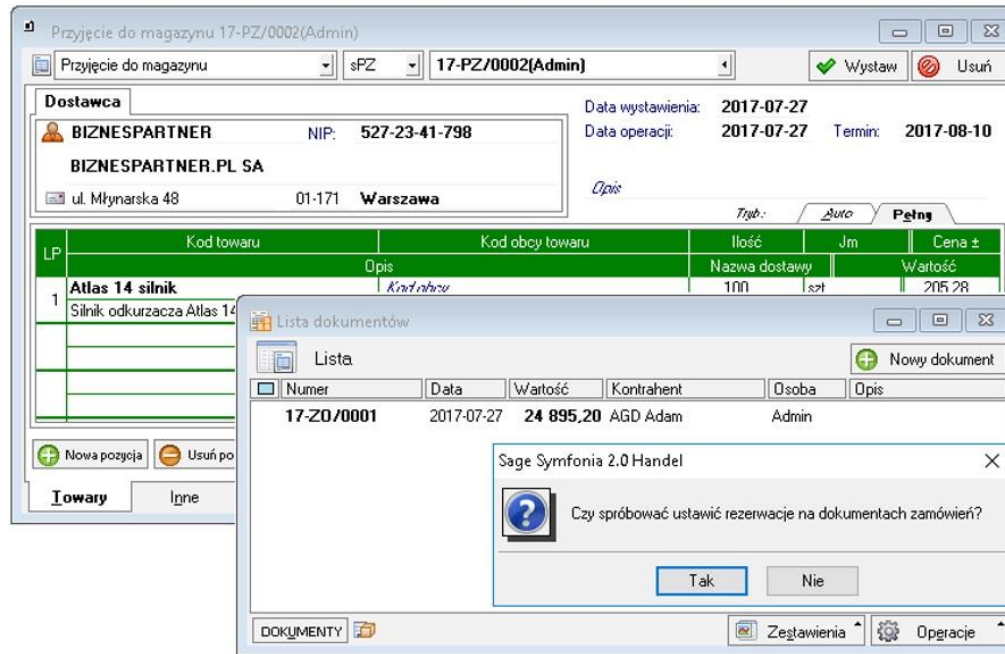 Przyjęcie do magazynu 17-PZ/0002(Admin)
Przyjęcie do magazynu sPZ 17-PZ/0002(Admin) Wystaw Usuń
Dostawca
BIZNESPARTNER NIP: 527-23-41-798
BIZNESPARTNER.PL SA
ul. Młynarska 48 01-171 Warszawa
Data wystawienia: 2017-07-27
Data operacji: 2017-07-27 Termin: 2017-08-10
Opis
Tryb: Auto Pełny
LP Kod towaru Kod obcy towaru Ilość Jm Cena ±
Opis Nazwa dostawy Wartość
1 Atlas 14 silnik Kod obcy 100 szt 205,28
Silnik odkurzacza Atlas 14
Nowa pozycja Usuń po
Towary Inne
Lista dokumentów
Lista Nowy dokument
Numer Data Wartość Kontrahent Osoba Opis
17-ZO/0001 2017-07-27 24 895,20 AGD Adam Admin
Sage Symfonia 2.0 Handel
Czy spróbować ustawić rezerwacje na dokumentach zamówień?
Tak Nie
DOKUMENTY Zestawienia Operacje